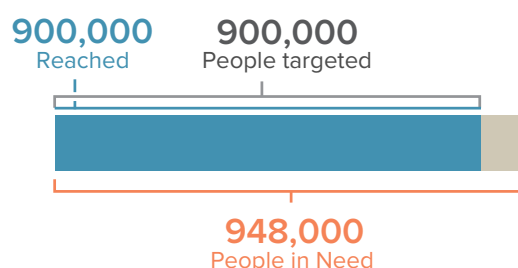 900,000
Reached
900,000
People targeted
948,000
People in Need